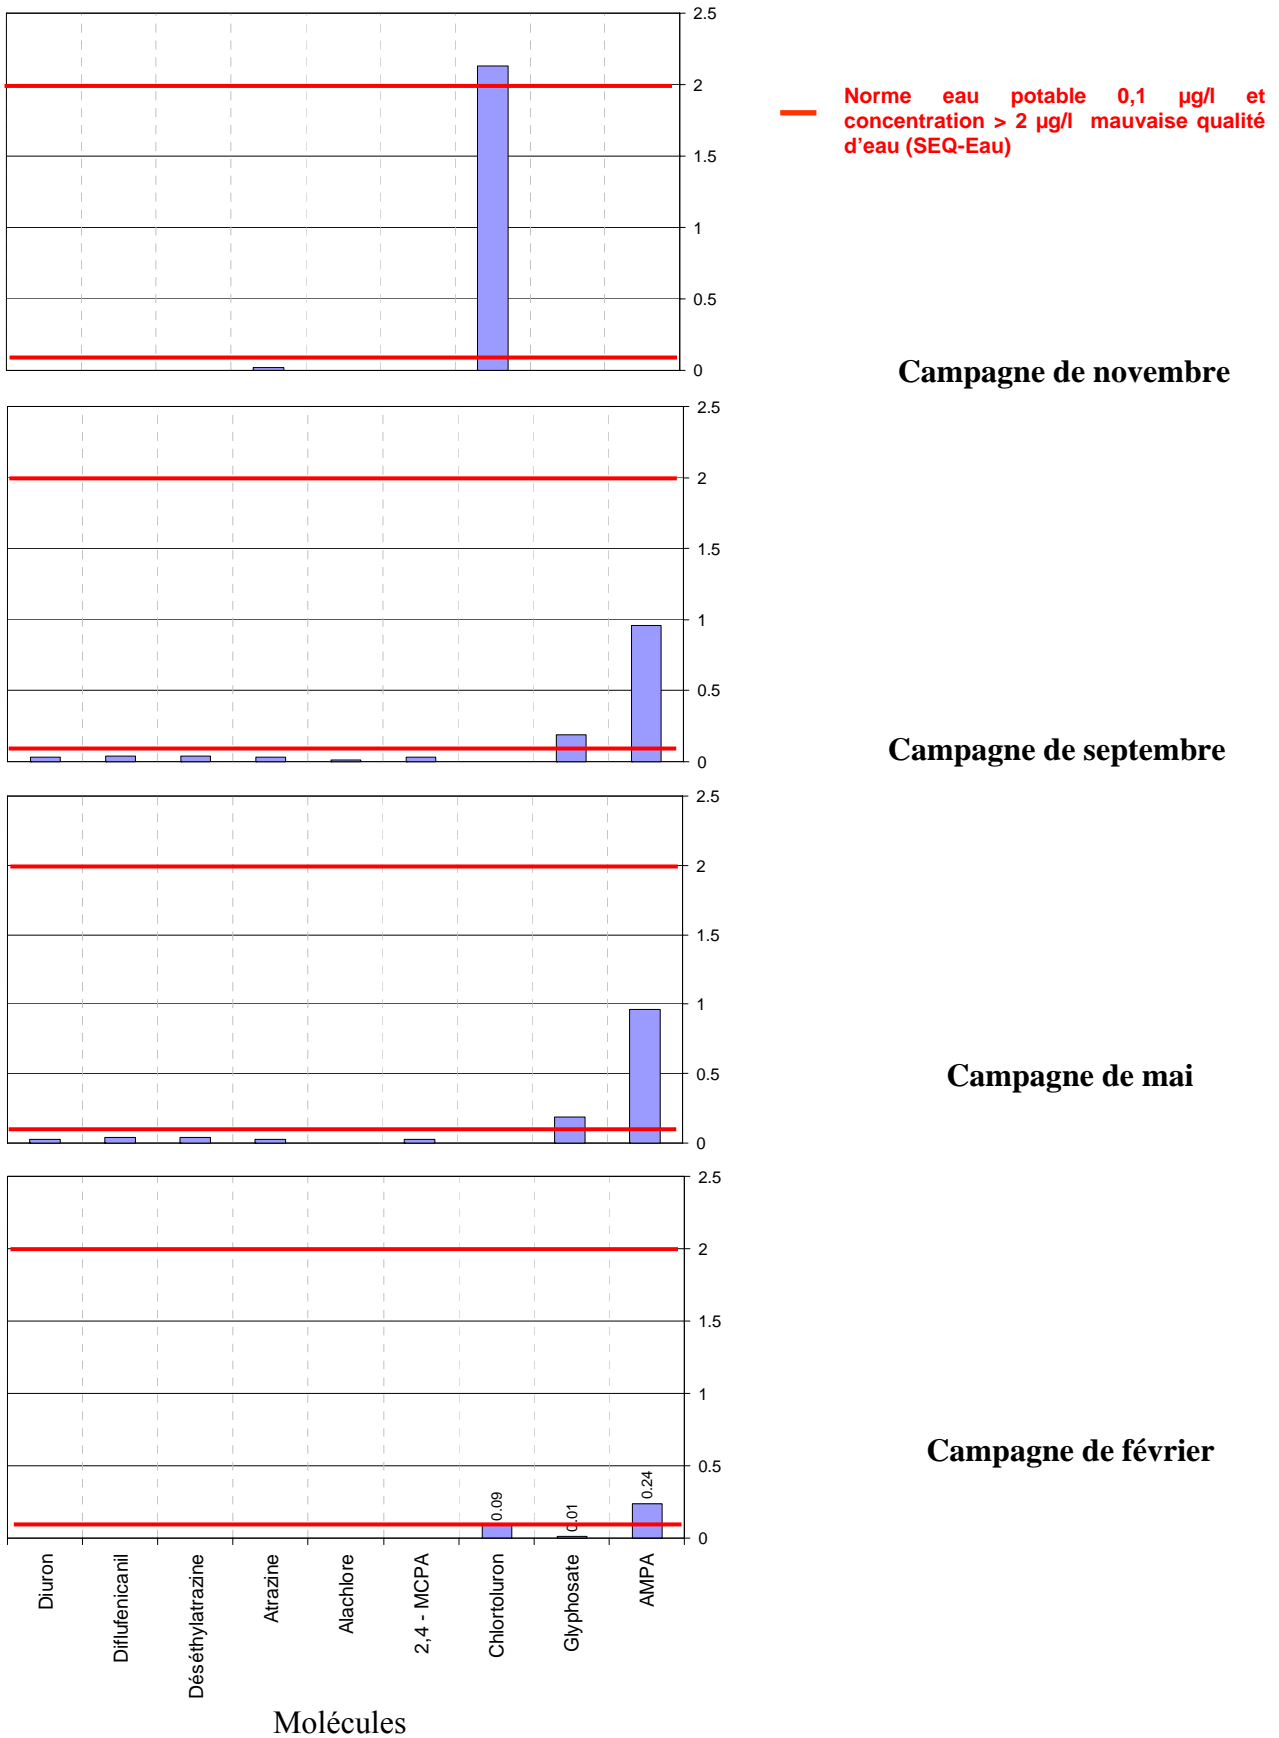 2.5
2
1.5
1
0.5
0
Norme eau potable 0,1 µg/l et
concentration > 2 µg/l mauvaise qualité
d'eau (SEQ-Eau)
Campagne de novembre
2.5
2
1.5
1
0.5
0
Campagne de septembre
2.5
2
1.5
1
0.5
0
Campagne de mai
2.5
2
1.5
1
0.5
0
0.09
0.01
0.24
Campagne de février
Diuron
Diflufenicanil
Déséthylatrazine
Atrazine
Alachlore
2,4 - MCPA
Chlortoluron
Glyphosate
AMPA
Molécules